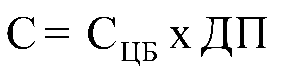 С = С_ЦБ х ДП